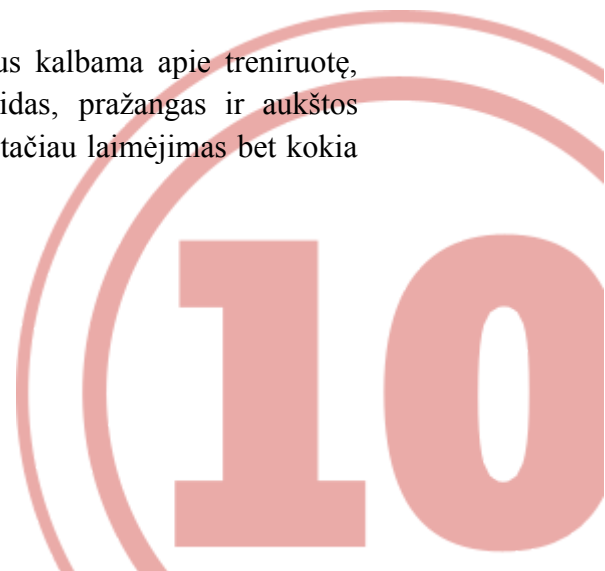 us kalbama apie treniruotę,
idas, pražangas ir aukštos
tačiau laimėjimas bet kokia
10